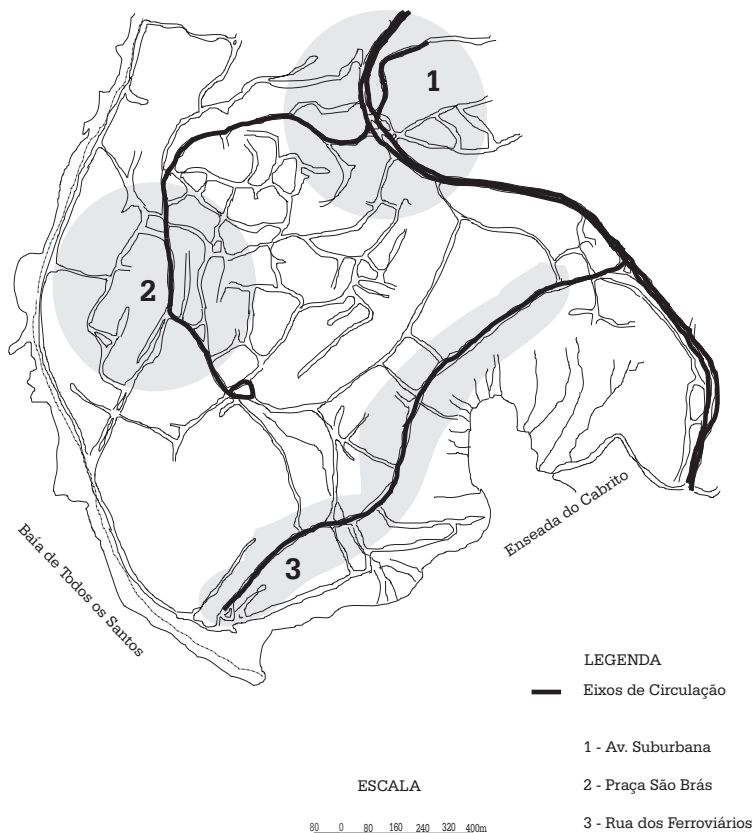 1
2
3
Baía de Todos os Santos
Enseada do Cabrito
LEGENDA
Eixos de Circulação
1 - Av. Suburbana
2 - Praça São Brás
3 - Rua dos Ferroviários
ESCALA
80 0 80 160 240 320 400m